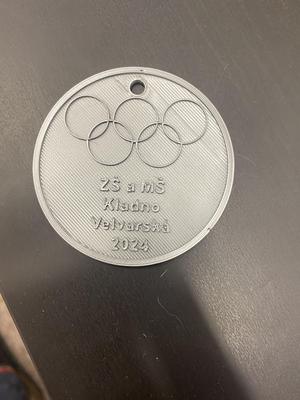 ZŠ a MŠ
Kladno
Velvarská
2024